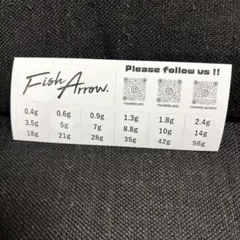 Fish Arrow.
Please follow us !!
0.4g 0.6g 0.9g 1.3g 1.8g 2.4g
3.5g 5g 7g 8.8g 10g 14g
18g 21g 28g 35g 42g 56g